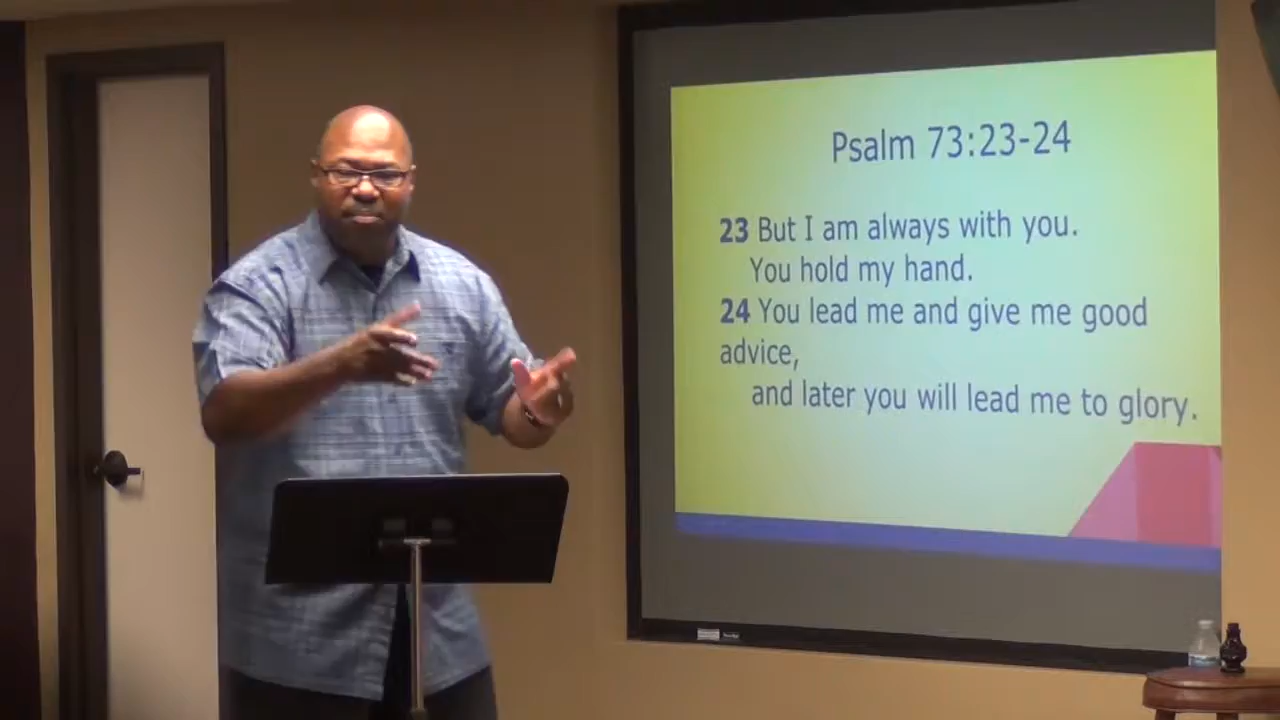 Psalm 73:23-24
23 But I am always with you.
You hold my hand.
24 You lead me and give me good
advice,
and later you will lead me to glory.